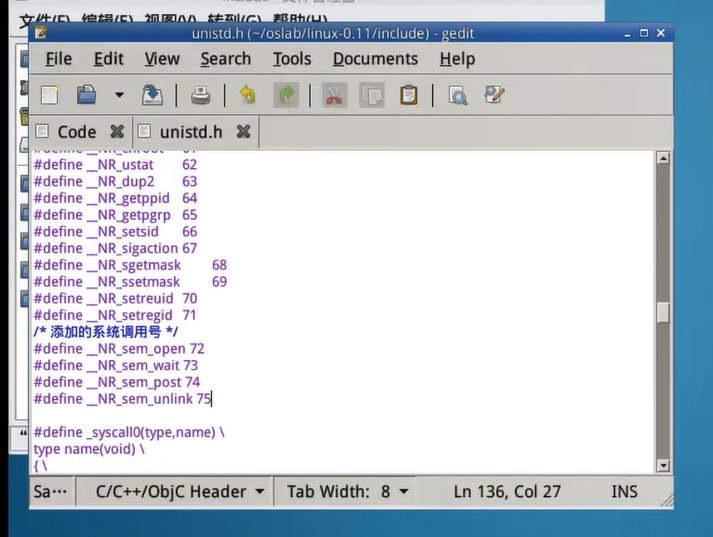 文件(F) 编辑(E) 视图(V) 转到(G) 帮助(H)
unistd.h (~/oslab/linux-0.11/include) - gedit
File Edit View Search Tools Documents Help
Code unistd.h
#define __NR_ustat 62
#define __NR_dup2 63
#define __NR_getppid 64
#define __NR_getpgrp 65
#define __NR_setsid 66
#define __NR_sigaction 67
#define __NR_sgetmask 68
#define __NR_ssetmask 69
#define __NR_setreuid 70
#define __NR_setregid 71
/* 添加的系统调用号 */
#define __NR_sem_open 72
#define __NR_sem_wait 73
#define __NR_sem_post 74
#define __NR_sem_unlink 75
#define _syscall0(type,name) \
type name(void) \
{ \
Sa··· C/C++/ObjC Header Tab Width: 8 Ln 136, Col 27 INS